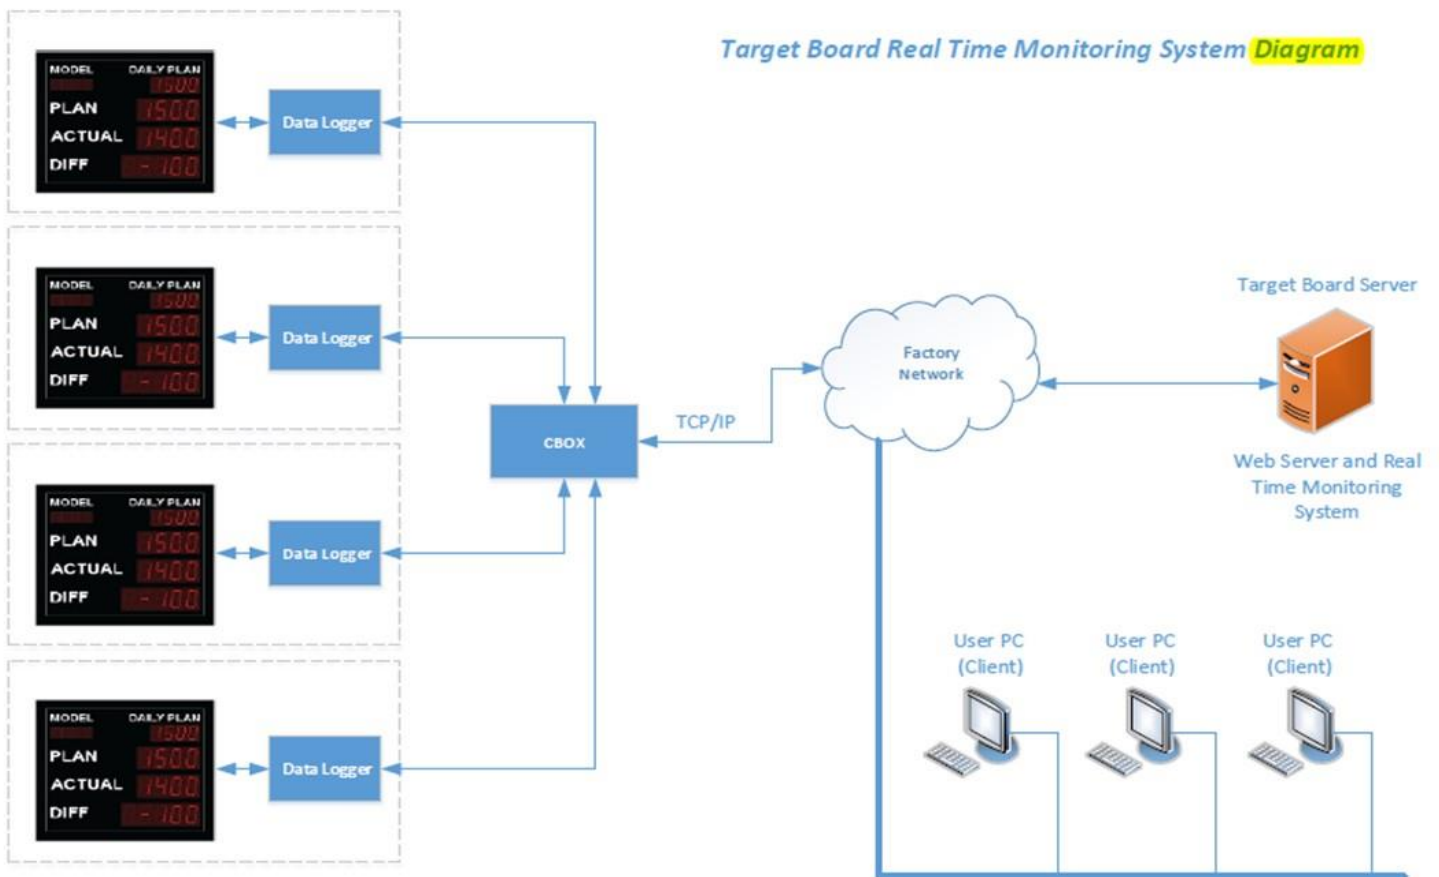 Target Board Real Time Monitoring System Diagram
MODEL DAILY PLAN
1500
PLAN 1500
ACTUAL 1400
DIFF -100
Data Logger
MODEL DAILY PLAN
1500
PLAN 1500
ACTUAL 1400
DIFF -100
Data Logger
MODEL DAILY PLAN
1500
PLAN 1500
ACTUAL 1400
DIFF -100
Data Logger
MODEL DAILY PLAN
1500
PLAN 1500
ACTUAL 1400
DIFF -100
Data Logger
CBOX
TCP/IP
Factory
Network
Target Board Server
Web Server and Real
Time Monitoring
System
User PC
(Client)
User PC
(Client)
User PC
(Client)